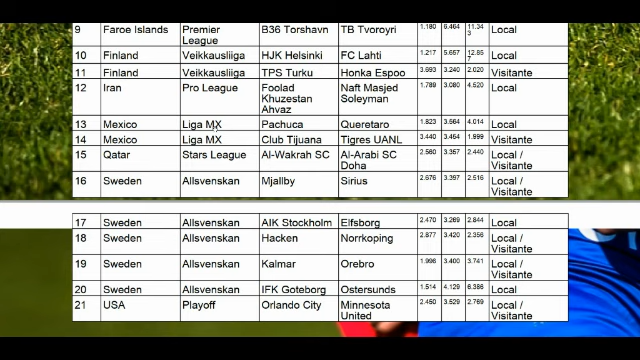 9 Faroe Islands Premier League B36 Torshavn TB Tvoroyri 1.180 6.464 11.343 Local
10 Finland Veikkausliiga HJK Helsinki FC Lahti 1.217 5.657 12.857 Local
11 Finland Veikkausliiga TPS Turku Honka Espoo 3.693 3.240 2.020 Visitante
12 Iran Pro League Foolad Khuzestan Ahvaz Naft Masjed Soleyman 1.789 3.080 4.520 Local
13 Mexico Liga MX Pachuca Queretaro 1.823 3.564 4.014 Local
14 Mexico Liga MX Club Tijuana Tigres UANL 3.440 3.454 1.999 Visitante
15 Qatar Stars League Al-Wakrah SC Al-Arabi SC Doha 2.560 3.357 2.440 Local / Visitante
16 Sweden Allsvenskan Mjallby Sirius 2.676 3.397 2.516 Local / Visitante
17 Sweden Allsvenskan AIK Stockholm Elfsborg 2.470 3.269 2.844 Local
18 Sweden Allsvenskan Hacken Norrkoping 2.877 3.420 2.356 Local / Visitante
19 Sweden Allsvenskan Kalmar Orebro 1.996 3.400 3.741 Local / Visitante
20 Sweden Allsvenskan IFK Goteborg Ostersunds 1.514 4.129 6.386 Local
21 USA Playoff Orlando City Minnesota United 2.450 3.529 2.769 Local / Visitante